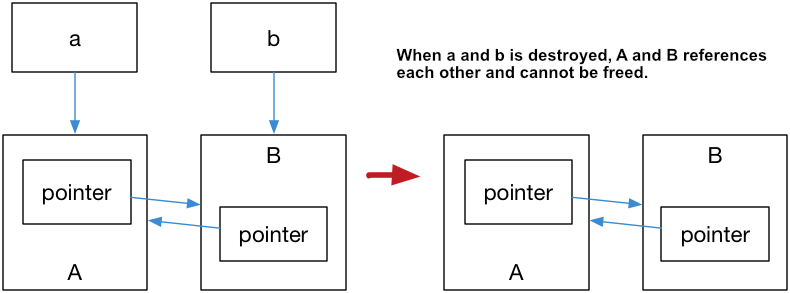 a
b
When a and b is destroyed, A and B references
each other and cannot be freed.
B
pointer
pointer
A
B
pointer
pointer
A